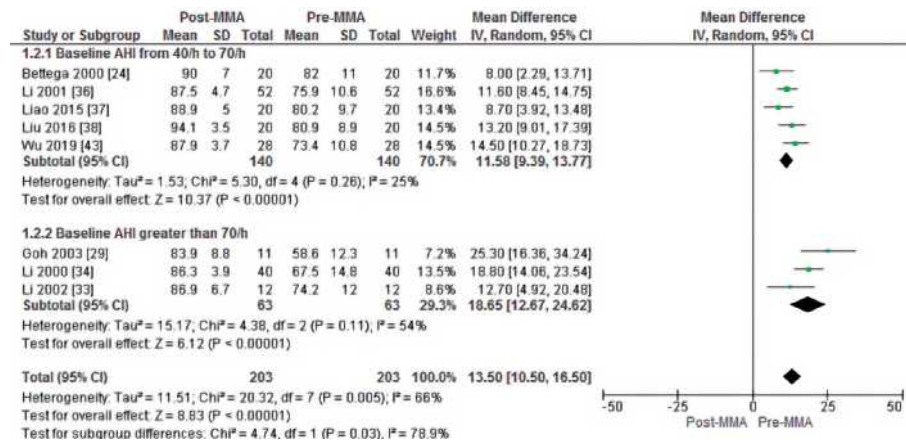 Post-MMA Pre-MMA Mean Difference Mean Difference
Study or Subgroup Mean SD Total Mean SD Total Weight IV, Random, 95% CI IV, Random, 95% CI
1.2.1 Baseline AHI from 40/h to 70/h
Bettega 2000 [24] 90 7 20 82 11 20 11.7% 8.00 [2.29, 13.71]
Li 2001 [36] 87.5 4.7 52 75.9 10.6 52 16.6% 11.60 [8.45, 14.75]
Liao 2015 [37] 88.9 5 20 80.2 9.7 20 13.4% 8.70 [3.92, 13.48]
Liu 2016 [38] 94.1 3.5 20 80.9 8.9 20 14.5% 13.20 [9.01, 17.39]
Wu 2019 [43] 87.9 3.7 28 73.4 10.8 28 14.5% 14.50 [10.27, 18.73]
Subtotal (95% CI) 140 140 70.7% 11.58 [9.39, 13.77]
Heterogeneity: Tau² = 1.53; Chi² = 5.30, df = 4 (P = 0.26); I² = 25%
Test for overall effect: Z = 10.37 (P < 0.00001)
1.2.2 Baseline AHI greater than 70/h
Goh 2003 [29] 83.9 8.8 11 58.6 12.3 11 7.2% 25.30 [16.36, 34.24]
Li 2000 [34] 86.3 3.9 40 67.5 14.8 40 13.5% 18.80 [14.06, 23.54]
Li 2002 [33] 86.9 6.7 12 74.2 12 12 8.6% 12.70 [4.92, 20.48]
Subtotal (95% CI) 63 63 29.3% 18.65 [12.67, 24.62]
Heterogeneity: Tau² = 15.17; Chi² = 4.38, df = 2 (P = 0.11); I² = 54%
Test for overall effect: Z = 6.12 (P < 0.00001)
Total (95% CI) 203 203 100.0% 13.50 [10.50, 16.50]
Heterogeneity: Tau² = 11.51; Chi² = 20.32, df = 7 (P = 0.005); I² = 66%
Test for overall effect: Z = 8.83 (P < 0.00001)
Test for subgroup differences: Chi² = 4.74, df = 1 (P = 0.03), I² = 78.9%
-50 -25 0 25 50
Post-MMA Pre-MMA